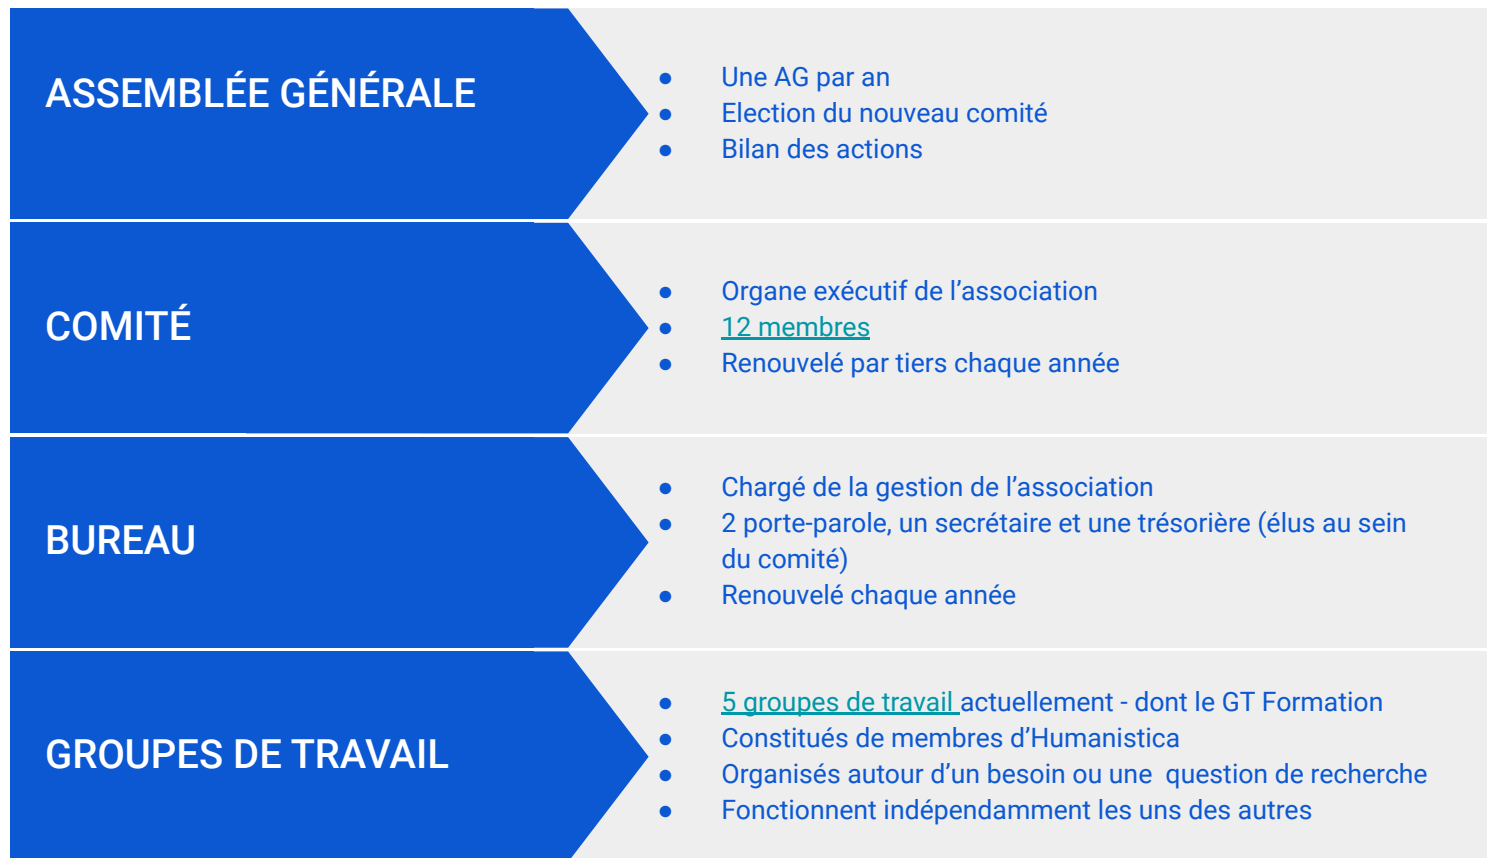 ASSEMBLÉE GÉNÉRALE
● Une AG par an
● Election du nouveau comité
● Bilan des actions
COMITÉ
● Organe exécutif de l’association
● 12 membres
● Renouvelé par tiers chaque année
BUREAU
● Chargé de la gestion de l’association
● 2 porte-parole, un secrétaire et une trésorière (élus au sein
du comité)
● Renouvelé chaque année
GROUPES DE TRAVAIL
● 5 groupes de travail actuellement - dont le GT Formation
● Constitués de membres d’Humanistica
● Organisés autour d’un besoin ou une  question de recherche
● Fonctionnent indépendamment les uns des autres